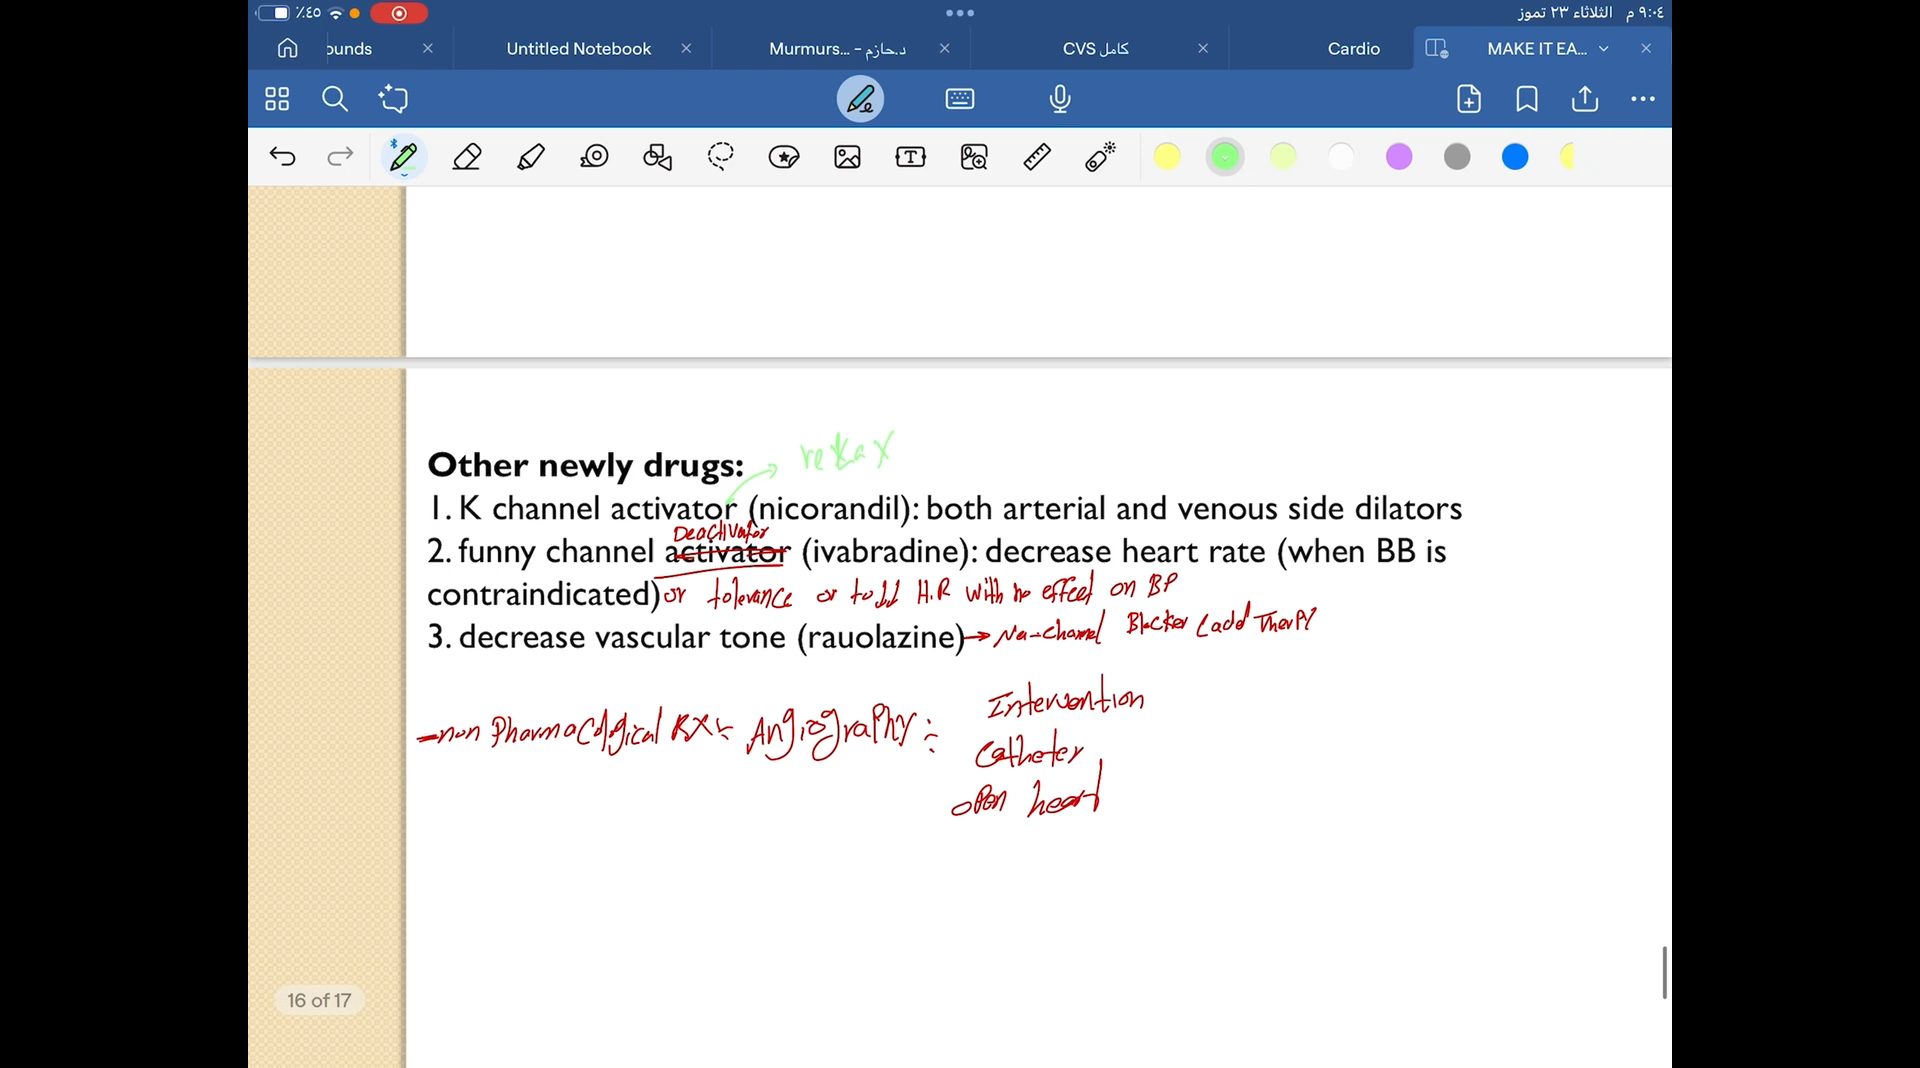 ٪٤٥
٩:٠٤ م الثلاثاء ٢٣ تموز
ounds
Untitled Notebook
Murmurs... - د.حازم
CVS كامل
Cardio
MAKE IT EA...
relax
Other newly drugs:
1. K channel activator (nicorandil): both arterial and venous side dilators
Deactivator
2. funny channel activator (ivabradine): decrease heart rate (when BB is
contraindicated) or tolerance or to ↓↓ H.R with no effect on BP
3. decrease vascular tone (rauolazine) → Na-channel Blocker (add Therpy
- non Pharmacological RX:- Angiography:-
Intervention
Catheter
open heart
16 of 17